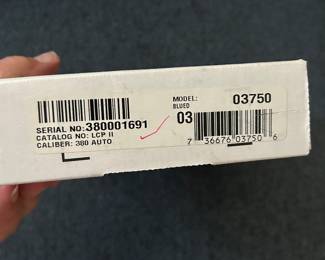 MODEL: 03750
BLUED
03
SERIAL NO:380001691
CATALOG NO: LCP II
CALIBER: 380 AUTO
7 36676 03750 6